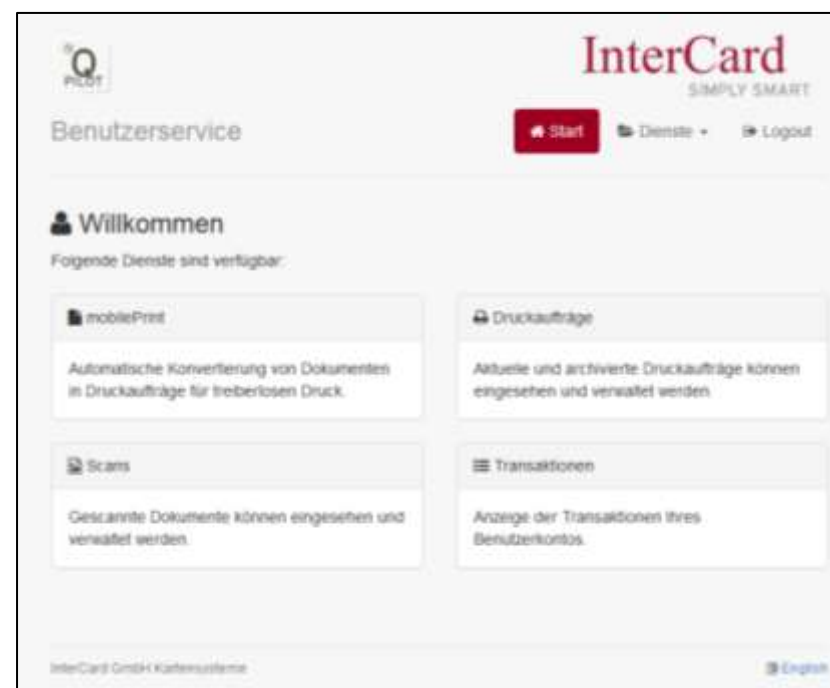 Q
PILOT
InterCard
SIMPLY SMART
Benutzerservice
Start Dienste Logout
Willkommen
Folgende Dienste sind verfügbar:
mobilePrint
Automatische Konvertierung von Dokumenten
in Druckaufträge für treiberlosen Druck.
Druckaufträge
Aktuelle und archivierte Druckaufträge können
eingesehen und verwaltet werden.
Scans
Gescannte Dokumente können eingesehen und
verwaltet werden.
Transaktionen
Anzeige der Transaktionen Ihres
Benutzerkontos.
InterCard GmbH Kartensysteme
English